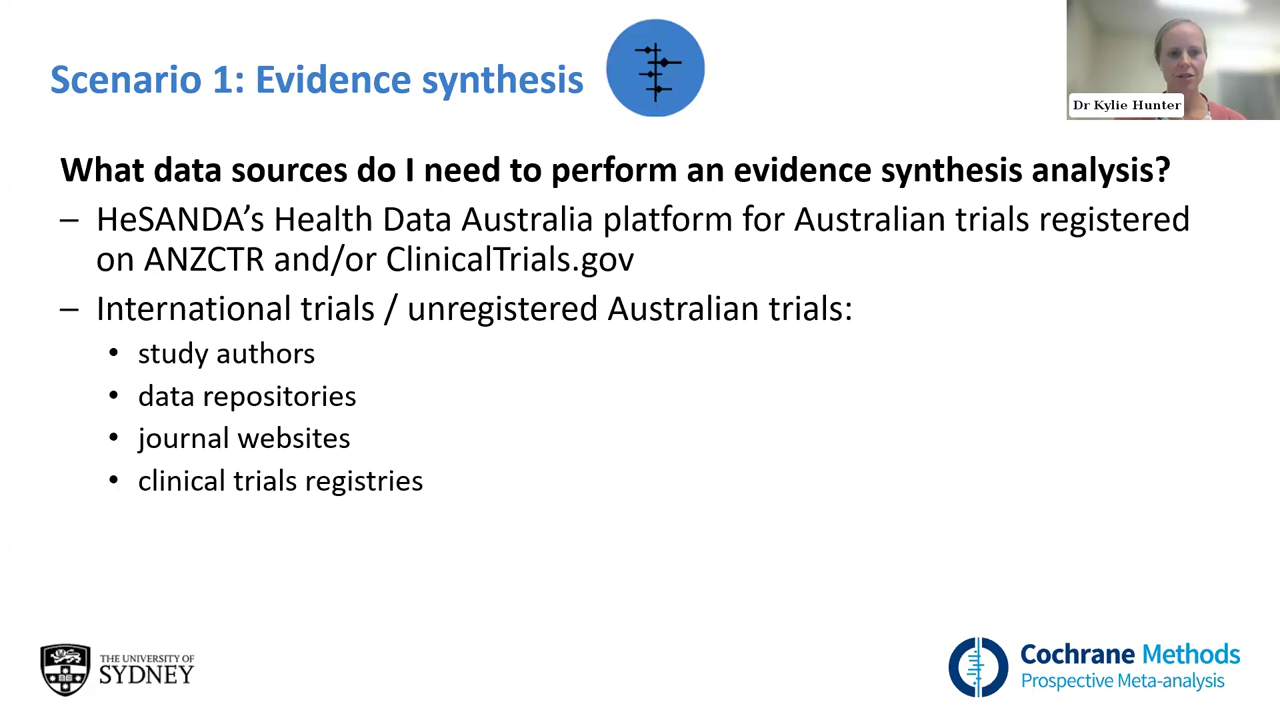 Scenario 1: Evidence synthesis
Dr Kylie Hunter
What data sources do I need to perform an evidence synthesis analysis?
– HeSANDA’s Health Data Australia platform for Australian trials registered
on ANZCTR and/or ClinicalTrials.gov
– International trials / unregistered Australian trials:
• study authors
• data repositories
• journal websites
• clinical trials registries
THE UNIVERSITY OF
SYDNEY
Cochrane Methods
Prospective Meta-analysis